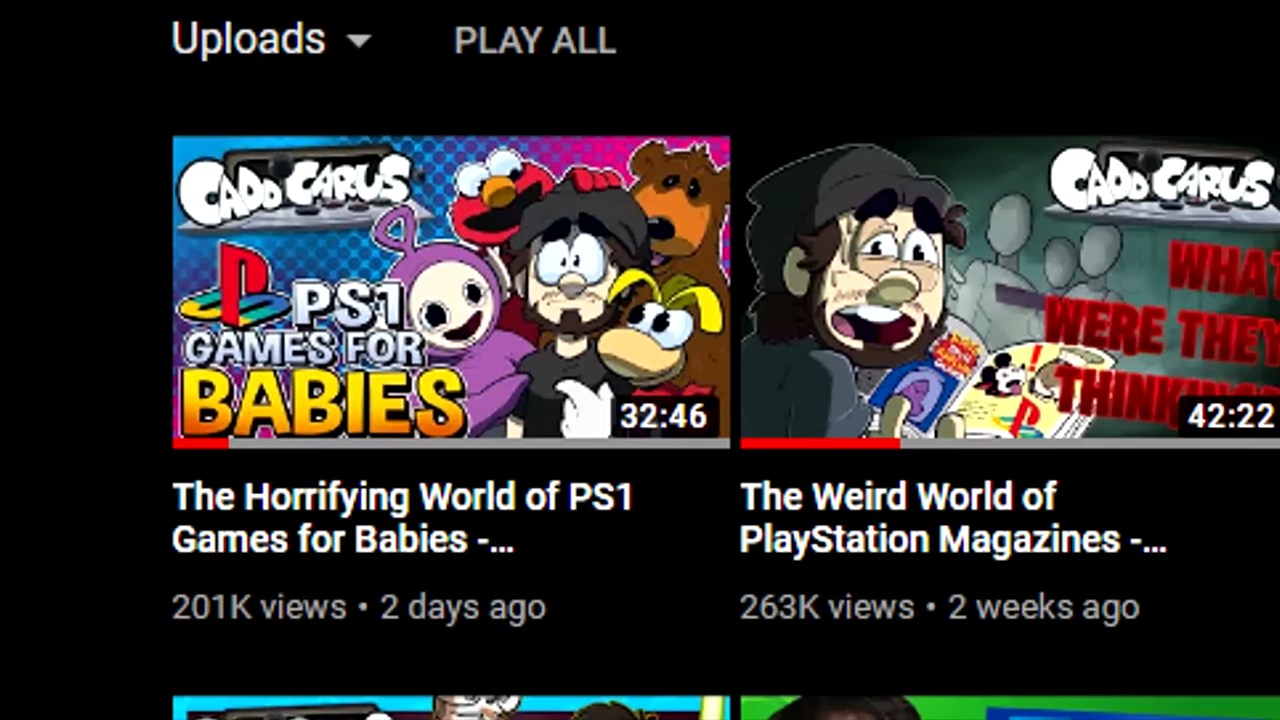 Uploads PLAY ALL
CADDICARUS
PS1
GAMES FOR
BABIES
32:46
CADDICARUS
WHAT
WERE THEY
42:22
The Horrifying World of PS1
Games for Babies -...
201K views • 2 days ago
The Weird World of
PlayStation Magazines -...
263K views • 2 weeks ago